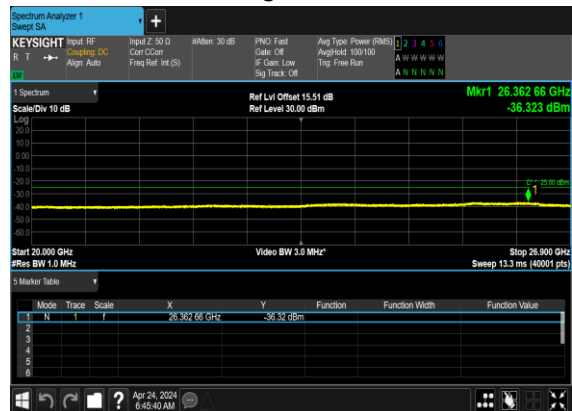 Spectrum Analyzer 1
Swept SA
+
KEYSIGHT
R T
LW
Input: RF
Coupling: DC
Align: Auto
Input Z: 50 Ω
Corr CCorr
Freq Ref: Int (S)
#Atten: 30 dB
PNO: Fast
Gate: Off
IF Gain: Low
Sig Track: Off
Avg Type: Power (RMS)
Avg|Hold: 100/100
Trig: Free Run
1 2 3 4 5 6
A W W W W W
A N N N N N
1 Spectrum
Scale/Div 10 dB
Ref Lvl Offset 15.51 dB
Ref Level 30.00 dBm
Mkr1 26.362 66 GHz
-36.323 dBm
Log
20.0
10.0
0.00
-10.0
-20.0
-30.0
-40.0
-50.0
-60.0
1
Start 20.000 GHz
#Res BW 1.0 MHz
Video BW 3.0 MHz*
Stop 26.900 GHz
Sweep 13.3 ms (40001 pts)
5 Marker Table
Mode Trace Scale X Y Function Function Width Function Value
1 N 1 f 26.362 66 GHz -36.32 dBm
2
3
4
5
6
?
Apr 24, 2024
6:45:40 AM